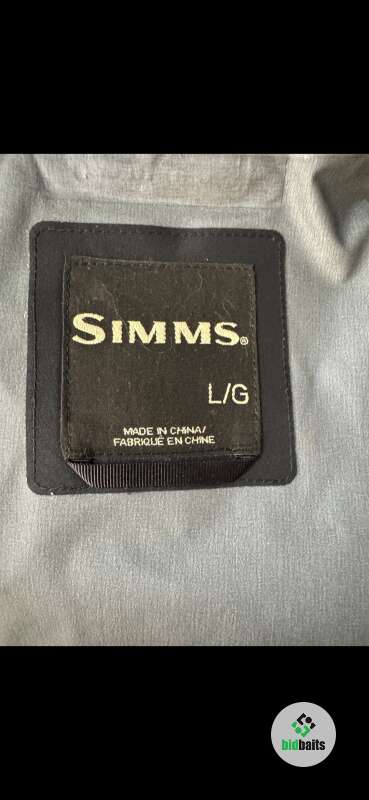 SIMMS®
L/G
MADE IN CHINA/
FABRIQUÉ EN CHINE
bidbaits